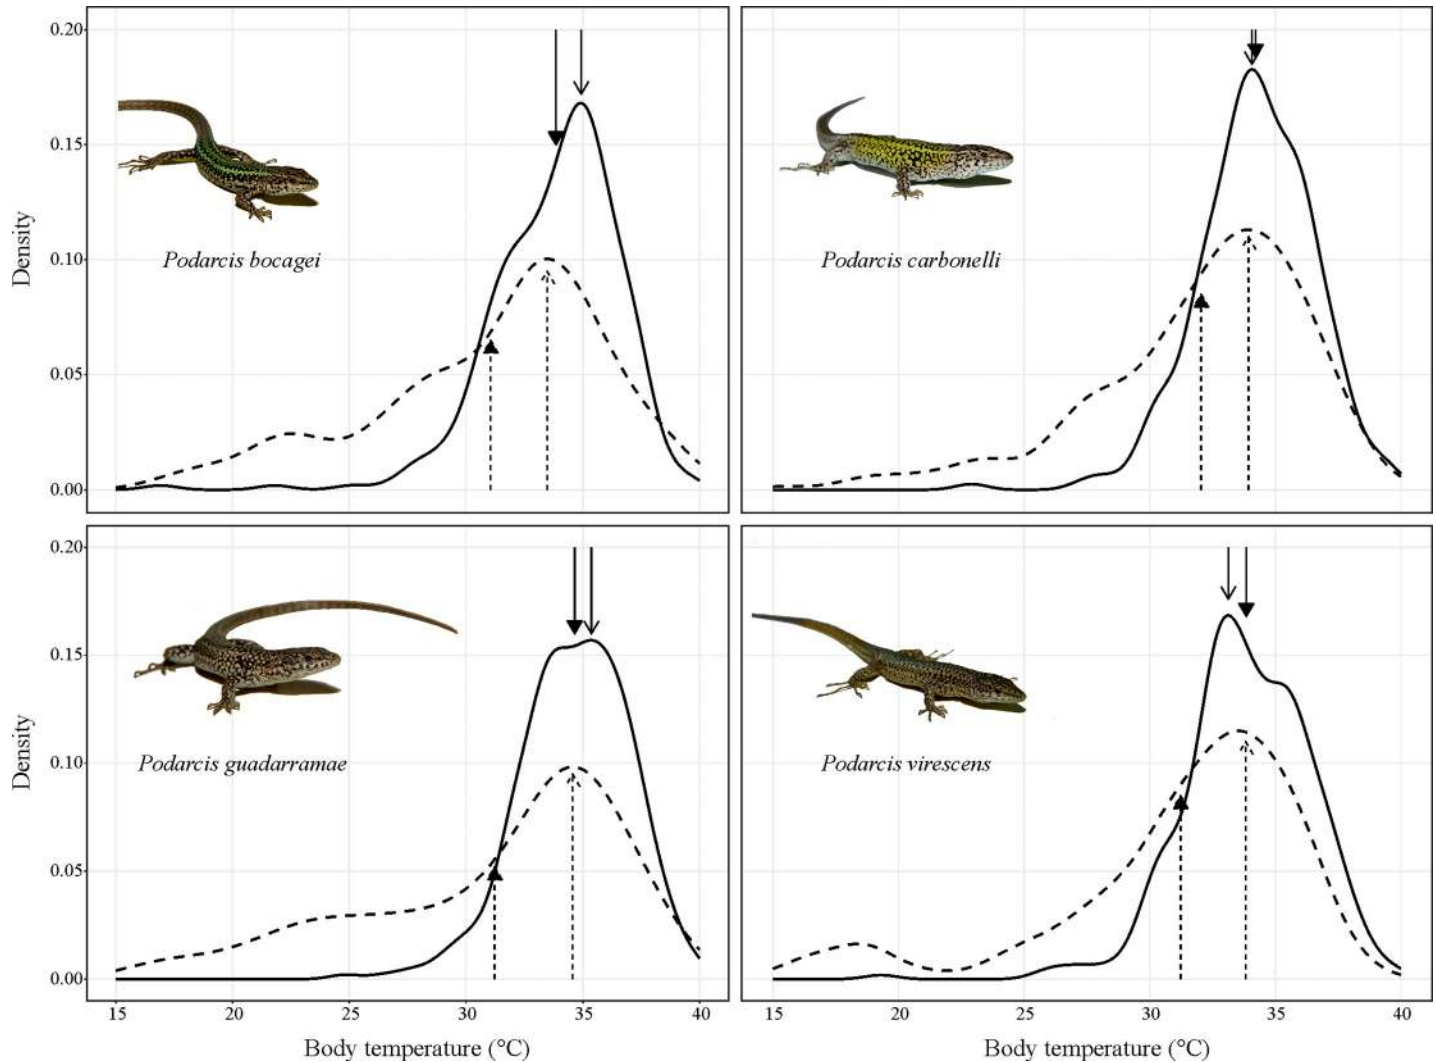 0.20
0.15
0.10
0.05
0.00
Density
Podarcis bocagei
Podarcis carbonelli
0.20
0.15
0.10
0.05
0.00
Density
Podarcis guadarramae
Podarcis virescens
15 20 25 30 35 40
15 20 25 30 35 40
Body temperature (°C)
Body temperature (°C)